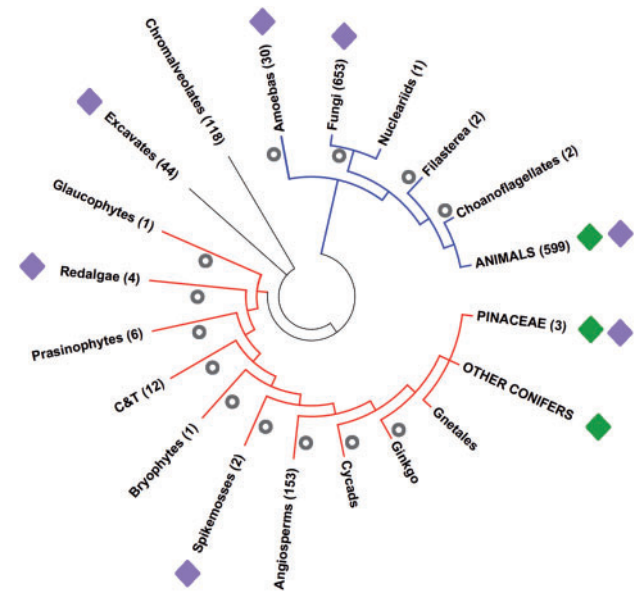 Chromalveolates (118)
Amoebas (30)
Fungi (653)
Nucleariids (1)
Filasterea (2)
Choanoflagellates (2)
ANIMALS (599)
PINACEAE (3)
OTHER CONIFERS
Gnetales
Ginkgo
Cycads
Angiosperms (153)
Spikemosses (2)
Bryophytes (1)
C&T (12)
Prasinophytes (6)
Redalgae (4)
Glaucophytes (1)
Excavates (44)